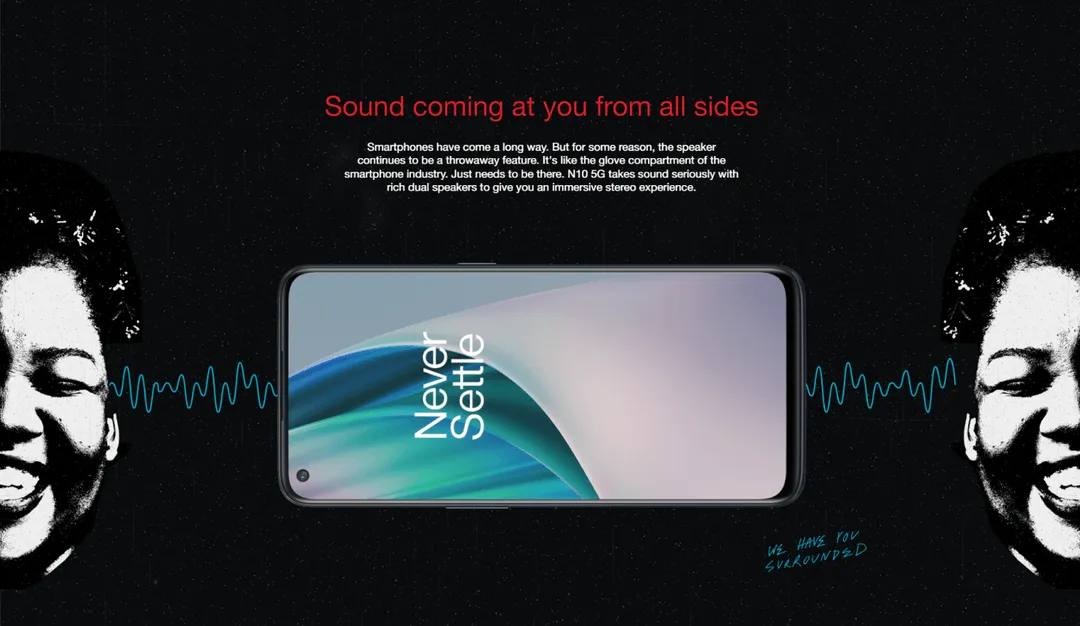 Sound coming at you from all sides
Smartphones have come a long way. But for some reason, the speaker
continues to be a throwaway feature. It's like the glove compartment of the
smartphone industry. Just needs to be there. N10 5G takes sound seriously with
rich dual speakers to give you an immersive stereo experience.
Never
Settle
WE HAVE YOU
SURROUNDED